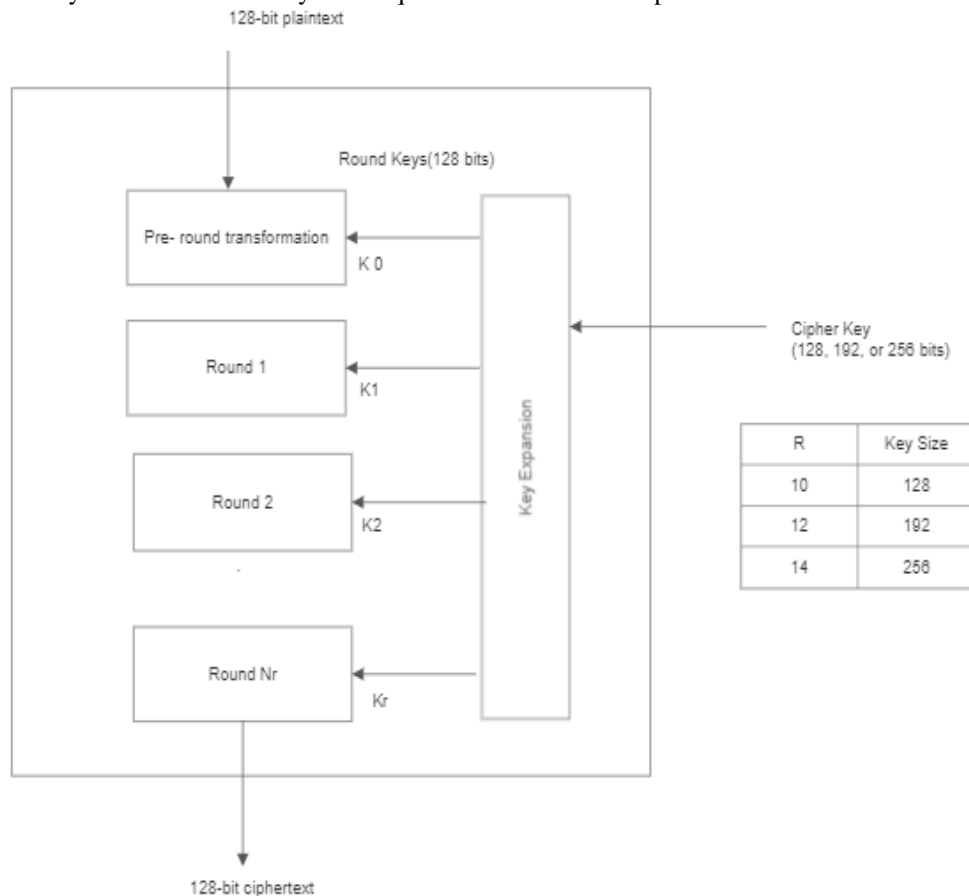 128-bit plaintext
Round Keys(128 bits)
Pre- round transformation
K 0
Cipher Key
(128, 192, or 256 bits)
Round 1
K1
Key Expansion
R Key Size
10 128
12 192
14 256
Round 2
K2
.
Round Nr
Kr
128-bit ciphertext